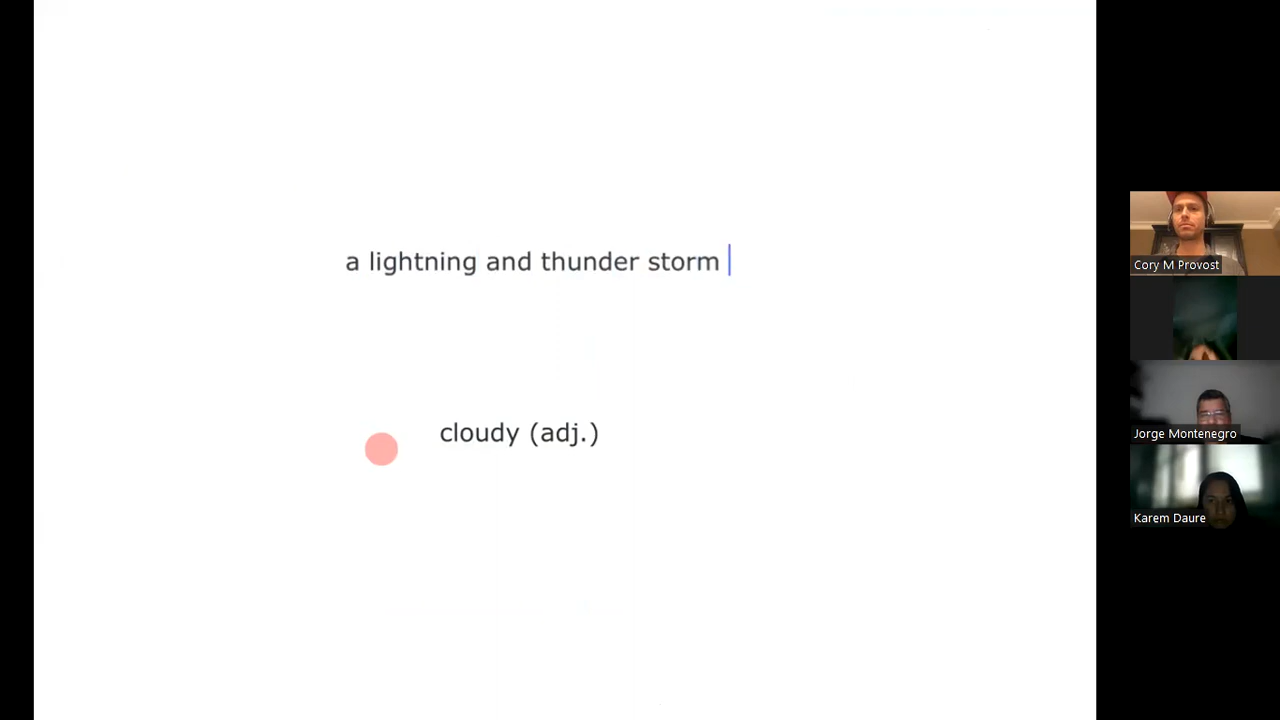 a lightning and thunder storm
cloudy (adj.)
Cory M Provost
Jorge Montenegro
Karem Daure